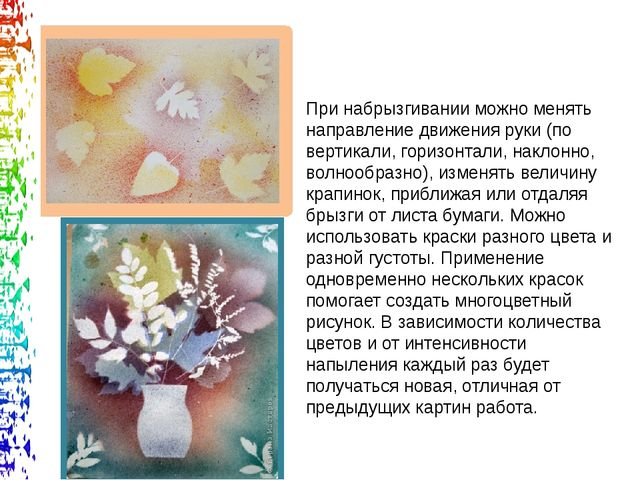 При набрызгивании можно менять
направление движения руки (по
вертикали, горизонтали, наклонно,
волнообразно), изменять величину
крапинок, приближая или отдаляя
брызги от листа бумаги. Можно
использовать краски разного цвета и
разной густоты. Применение
одновременно нескольких красок
помогает создать многоцветный
рисунок. В зависимости количества
цветов и от интенсивности
напыления каждый раз будет
получаться новая, отличная от
предыдущих картин работа.